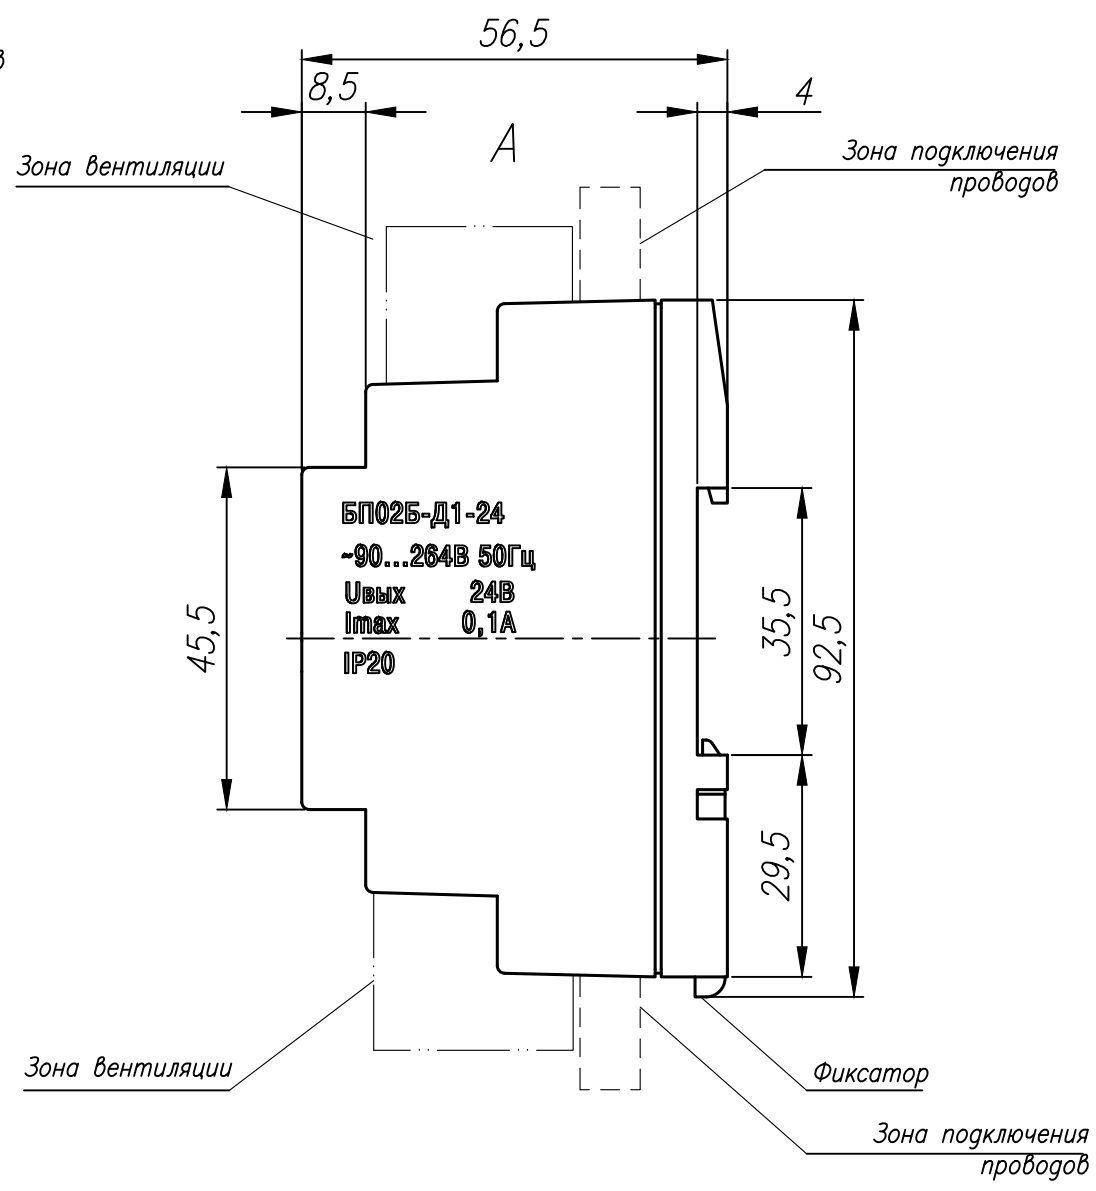 56,5
в
8,5
4
А
Зона вентиляции
Зона подключения
проводов
БП02Б-Д1-24
~90...264В 50Гц
Uвых 24В
Imax 0,1А
IP20
45,5
35,5
92,5
29,5
Зона вентиляции
Фиксатор
Зона подключения
проводов